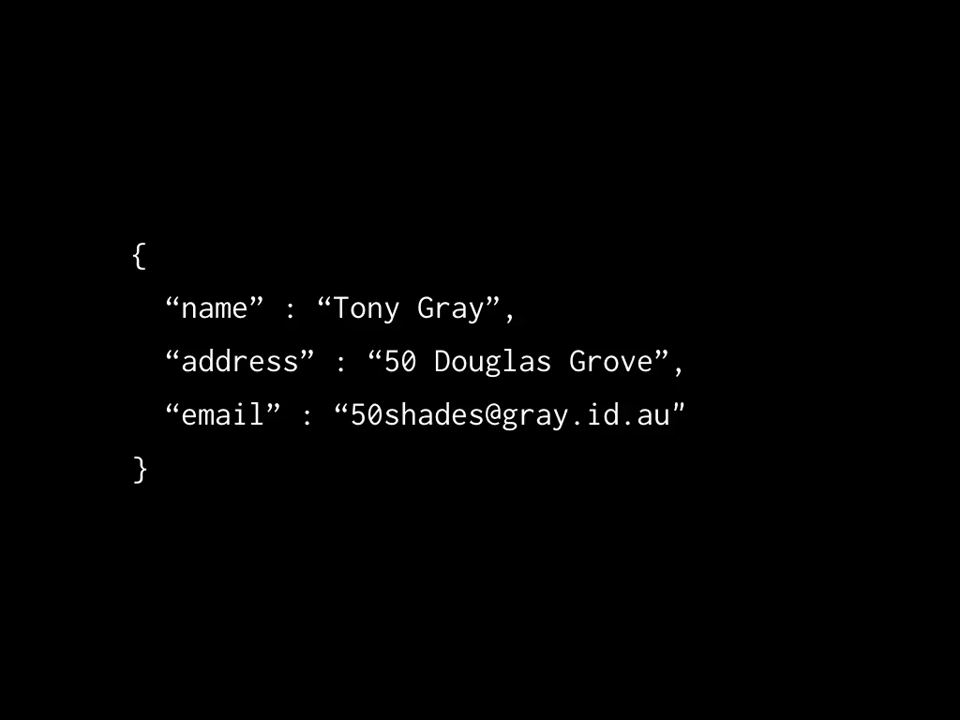 {
“name” : “Tony Gray”,
“address” : “50 Douglas Grove”,
“email” : “50shades@gray.id.au"
}